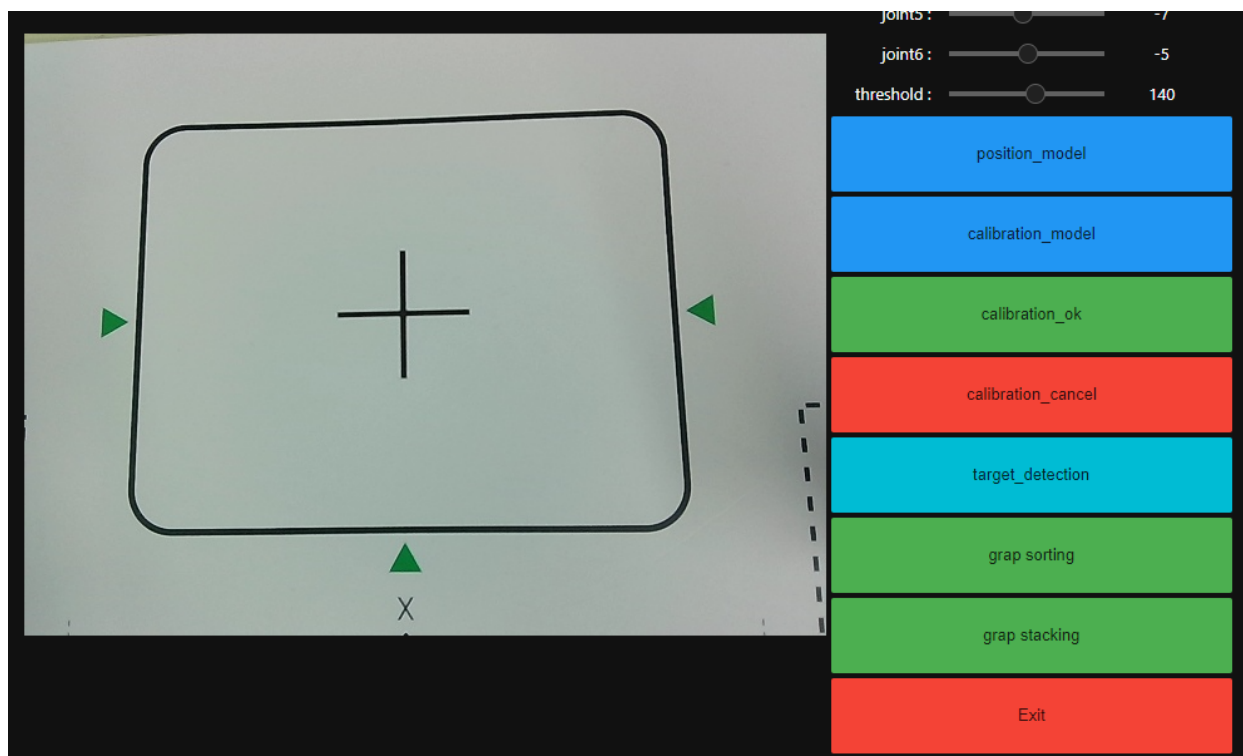 joint5 :
-7
joint6 :
-5
threshold :
140
position_model
calibration_model
calibration_ok
calibration_cancel
target_detection
grap sorting
grap stacking
Exit
X